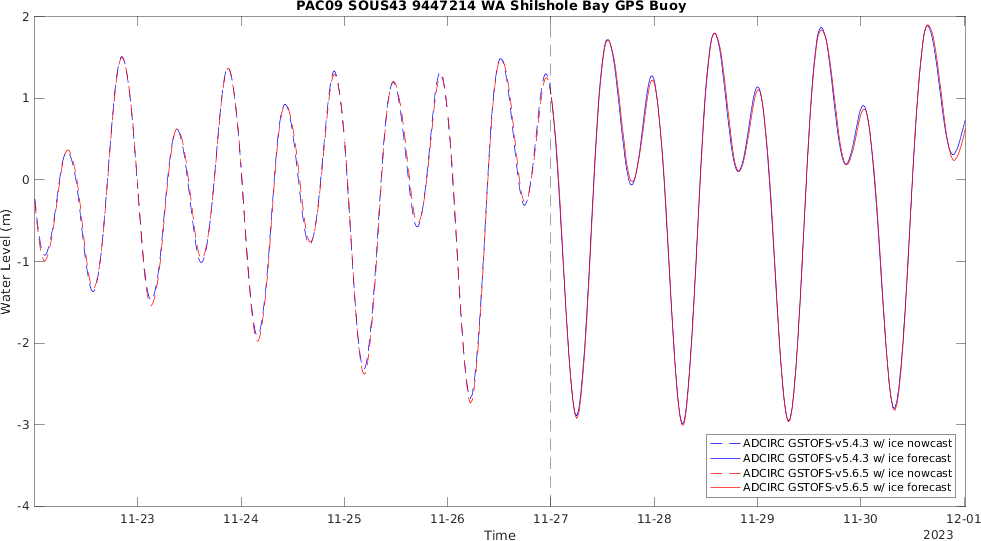 PAC09 SOUS43 9447214 WA Shilshole Bay GPS Buoy
Water Level (m)
2
1
0
-1
-2
-3
-4
ADCIRC GSTOFS-v5.4.3 w/ ice nowcast
ADCIRC GSTOFS-v5.4.3 w/ ice forecast
ADCIRC GSTOFS-v5.6.5 w/ ice nowcast
ADCIRC GSTOFS-v5.6.5 w/ ice forecast
11-23 11-24 11-25 11-26 11-27 11-28 11-29 11-30 12-01
Time
2023